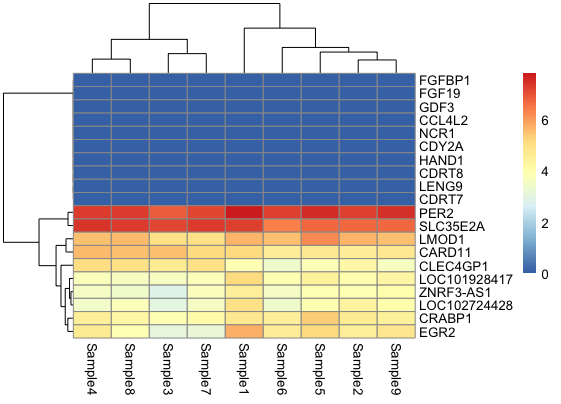 FGFBP1
FGF19
GDF3
CCL4L2
NCR1
CDY2A
HAND1
CDRT8
LENG9
CDRT7
PER2
SLC35E2A
LMOD1
CARD11
CLEC4GP1
LOC101928417
ZNRF3-AS1
LOC102724428
CRABP1
EGR2
6
4
2
0
Sample4
Sample8
Sample3
Sample7
Sample1
Sample6
Sample5
Sample2
Sample9